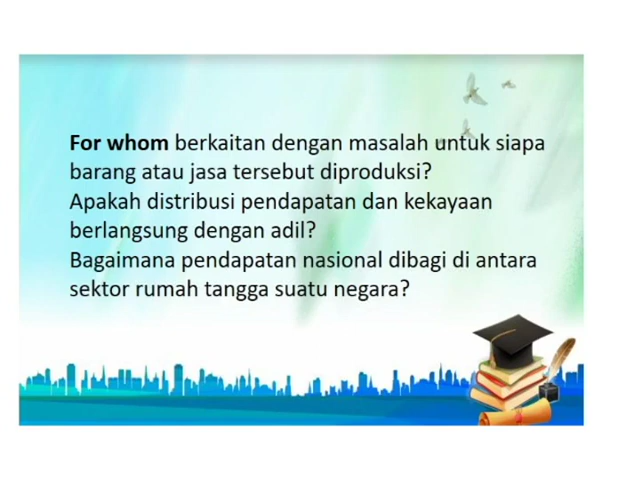 For whom berkaitan dengan masalah untuk siapa
barang atau jasa tersebut diproduksi?
Apakah distribusi pendapatan dan kekayaan
berlangsung dengan adil?
Bagaimana pendapatan nasional dibagi di antara
sektor rumah tangga suatu negara?